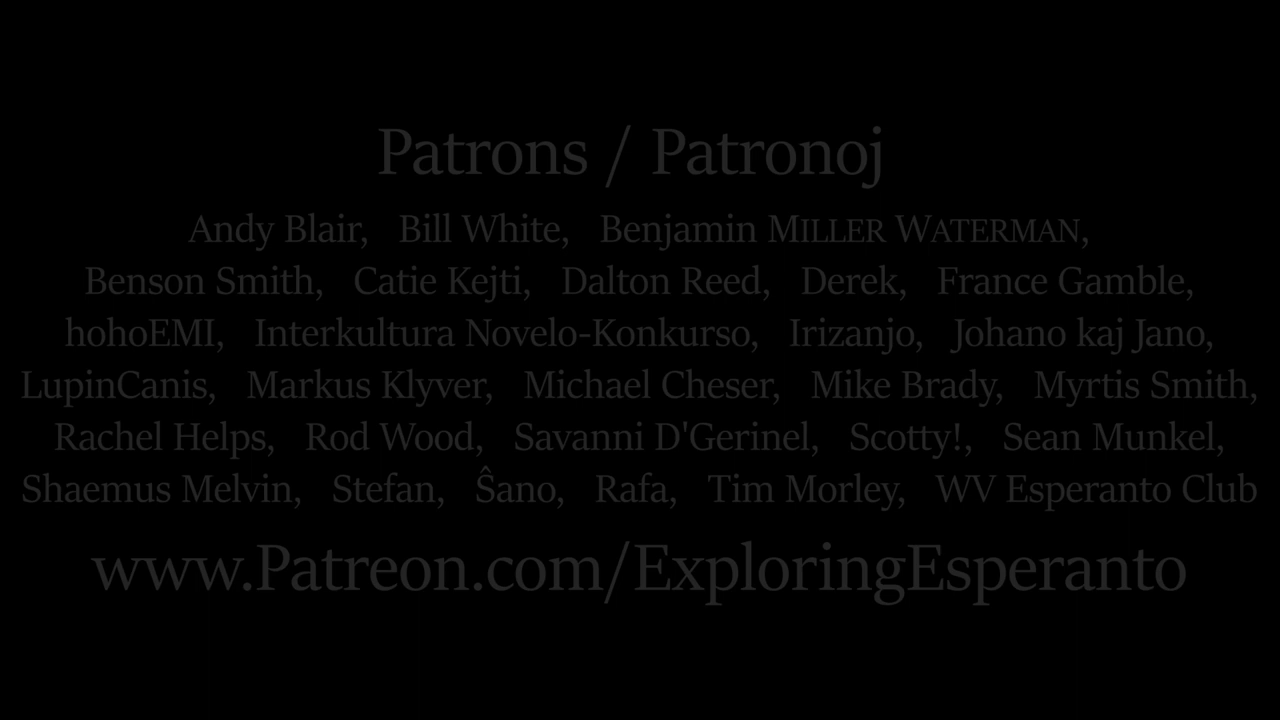 Patrons / Patronoj
Andy Blair, Bill White, Benjamin MILLER WATERMAN,
Benson Smith, Catie Kejti, Dalton Reed, Derek, France Gamble,
hohoEMI, Interkultura Novelo-Konkurso, Irizanjo, Johano kaj Jano,
LupinCanis, Markus Klyver, Michael Cheser, Mike Brady, Myrtis Smith,
Rachel Helps, Rod Wood, Savanni D'Gerinel, Scotty!, Sean Munkel,
Shaemus Melvin, Stefan, Ŝano, Rafa, Tim Morley, WV Esperanto Club
www.Patreon.com/ExploringEsperanto